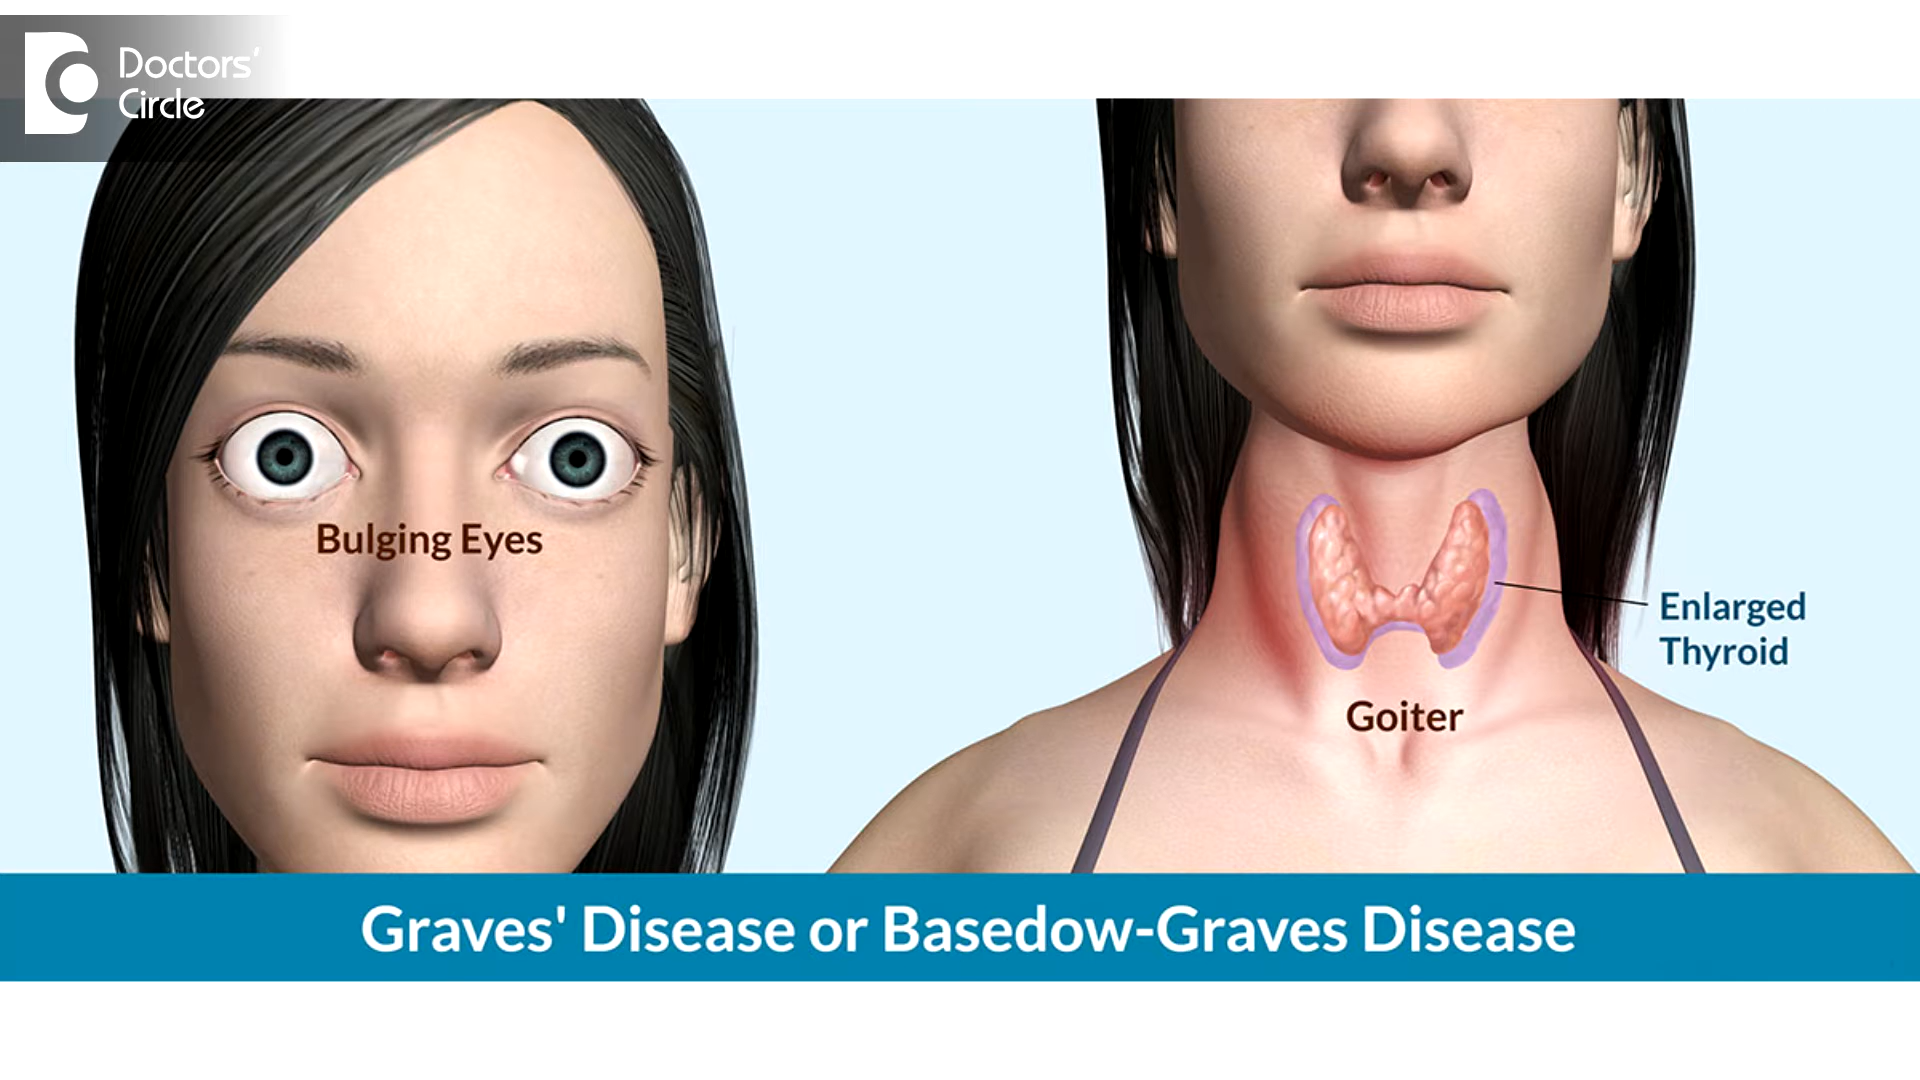 Doctors'
Circle
Bulging Eyes
Enlarged
Thyroid
Goiter
Graves' Disease or Basedow-Graves Disease